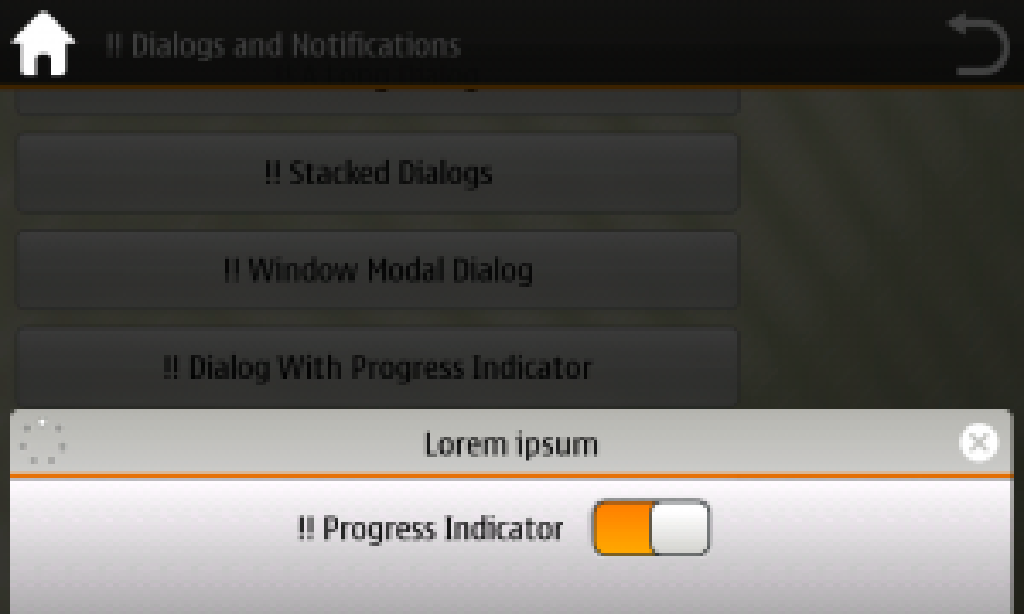 !! Dialogs and Notifications
!! Stacked Dialogs
!! Window Modal Dialog
!! Dialog With Progress Indicator
Lorem ipsum
!! Progress Indicator